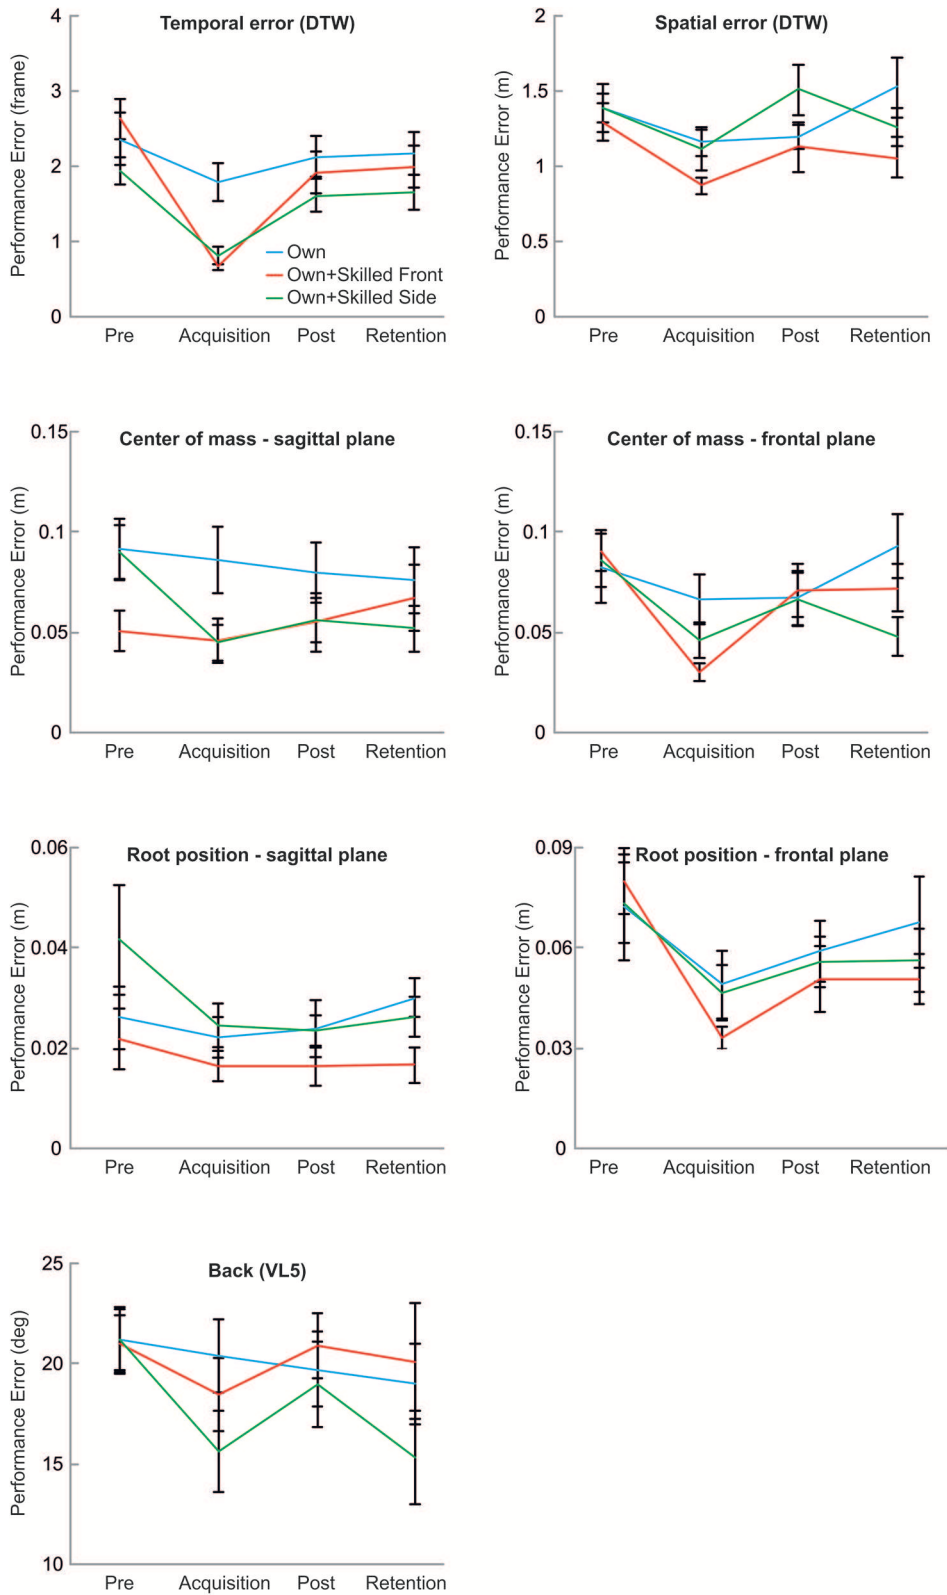 Temporal error (DTW)
Performance Error (frame)
4
3
2
1
0
Own
Own+Skilled Front
Own+Skilled Side
Pre Acquisition Post Retention
Spatial error (DTW)
Performance Error (m)
2
1.5
1
0.5
0
Pre Acquisition Post Retention
Center of mass - sagittal plane
Performance Error (m)
0.15
0.1
0.05
0
Pre Acquisition Post Retention
Center of mass - frontal plane
Performance Error (m)
0.15
0.1
0.05
0
Pre Acquisition Post Retention
Root position - sagittal plane
Performance Error (m)
0.06
0.04
0.02
0
Pre Acquisition Post Retention
Root position - frontal plane
Performance Error (m)
0.09
0.06
0.03
0
Pre Acquisition Post Retention
Back (VL5)
Performance Error (deg)
25
20
15
10
Pre Acquisition Post Retention